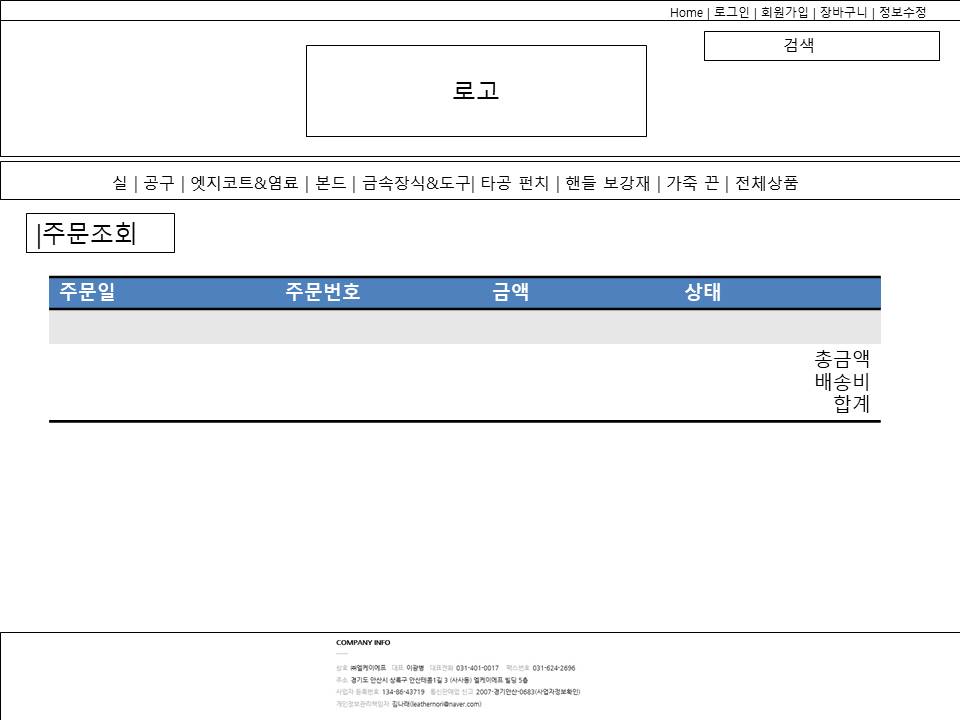 Home | 로그인 | 회원가입 | 장바구니 | 정보수정
검색
로고
실 | 공구 | 엣지코트&염료 | 본드 | 금속장식&도구| 타공 펀치 | 핸들 보강재 | 가죽 끈 | 전체상품
|주문조회
주문일 주문번호 금액 상태
총금액
배송비
합계
COMPANY INFO
상호 ㈜엘케이에프 대표 이광병 대표전화 031-401-0017 팩스번호 031-624-2696
주소 경기도 안산시 상록구 안산테콤1길 3 (사사동) 엘케이에프 빌딩 5층
사업자 등록번호 134-86-43719 통신판매업 신고 2007-경기안산-0683(사업자정보확인)
개인정보관리책임자 김나래(leathernori@naver.com)